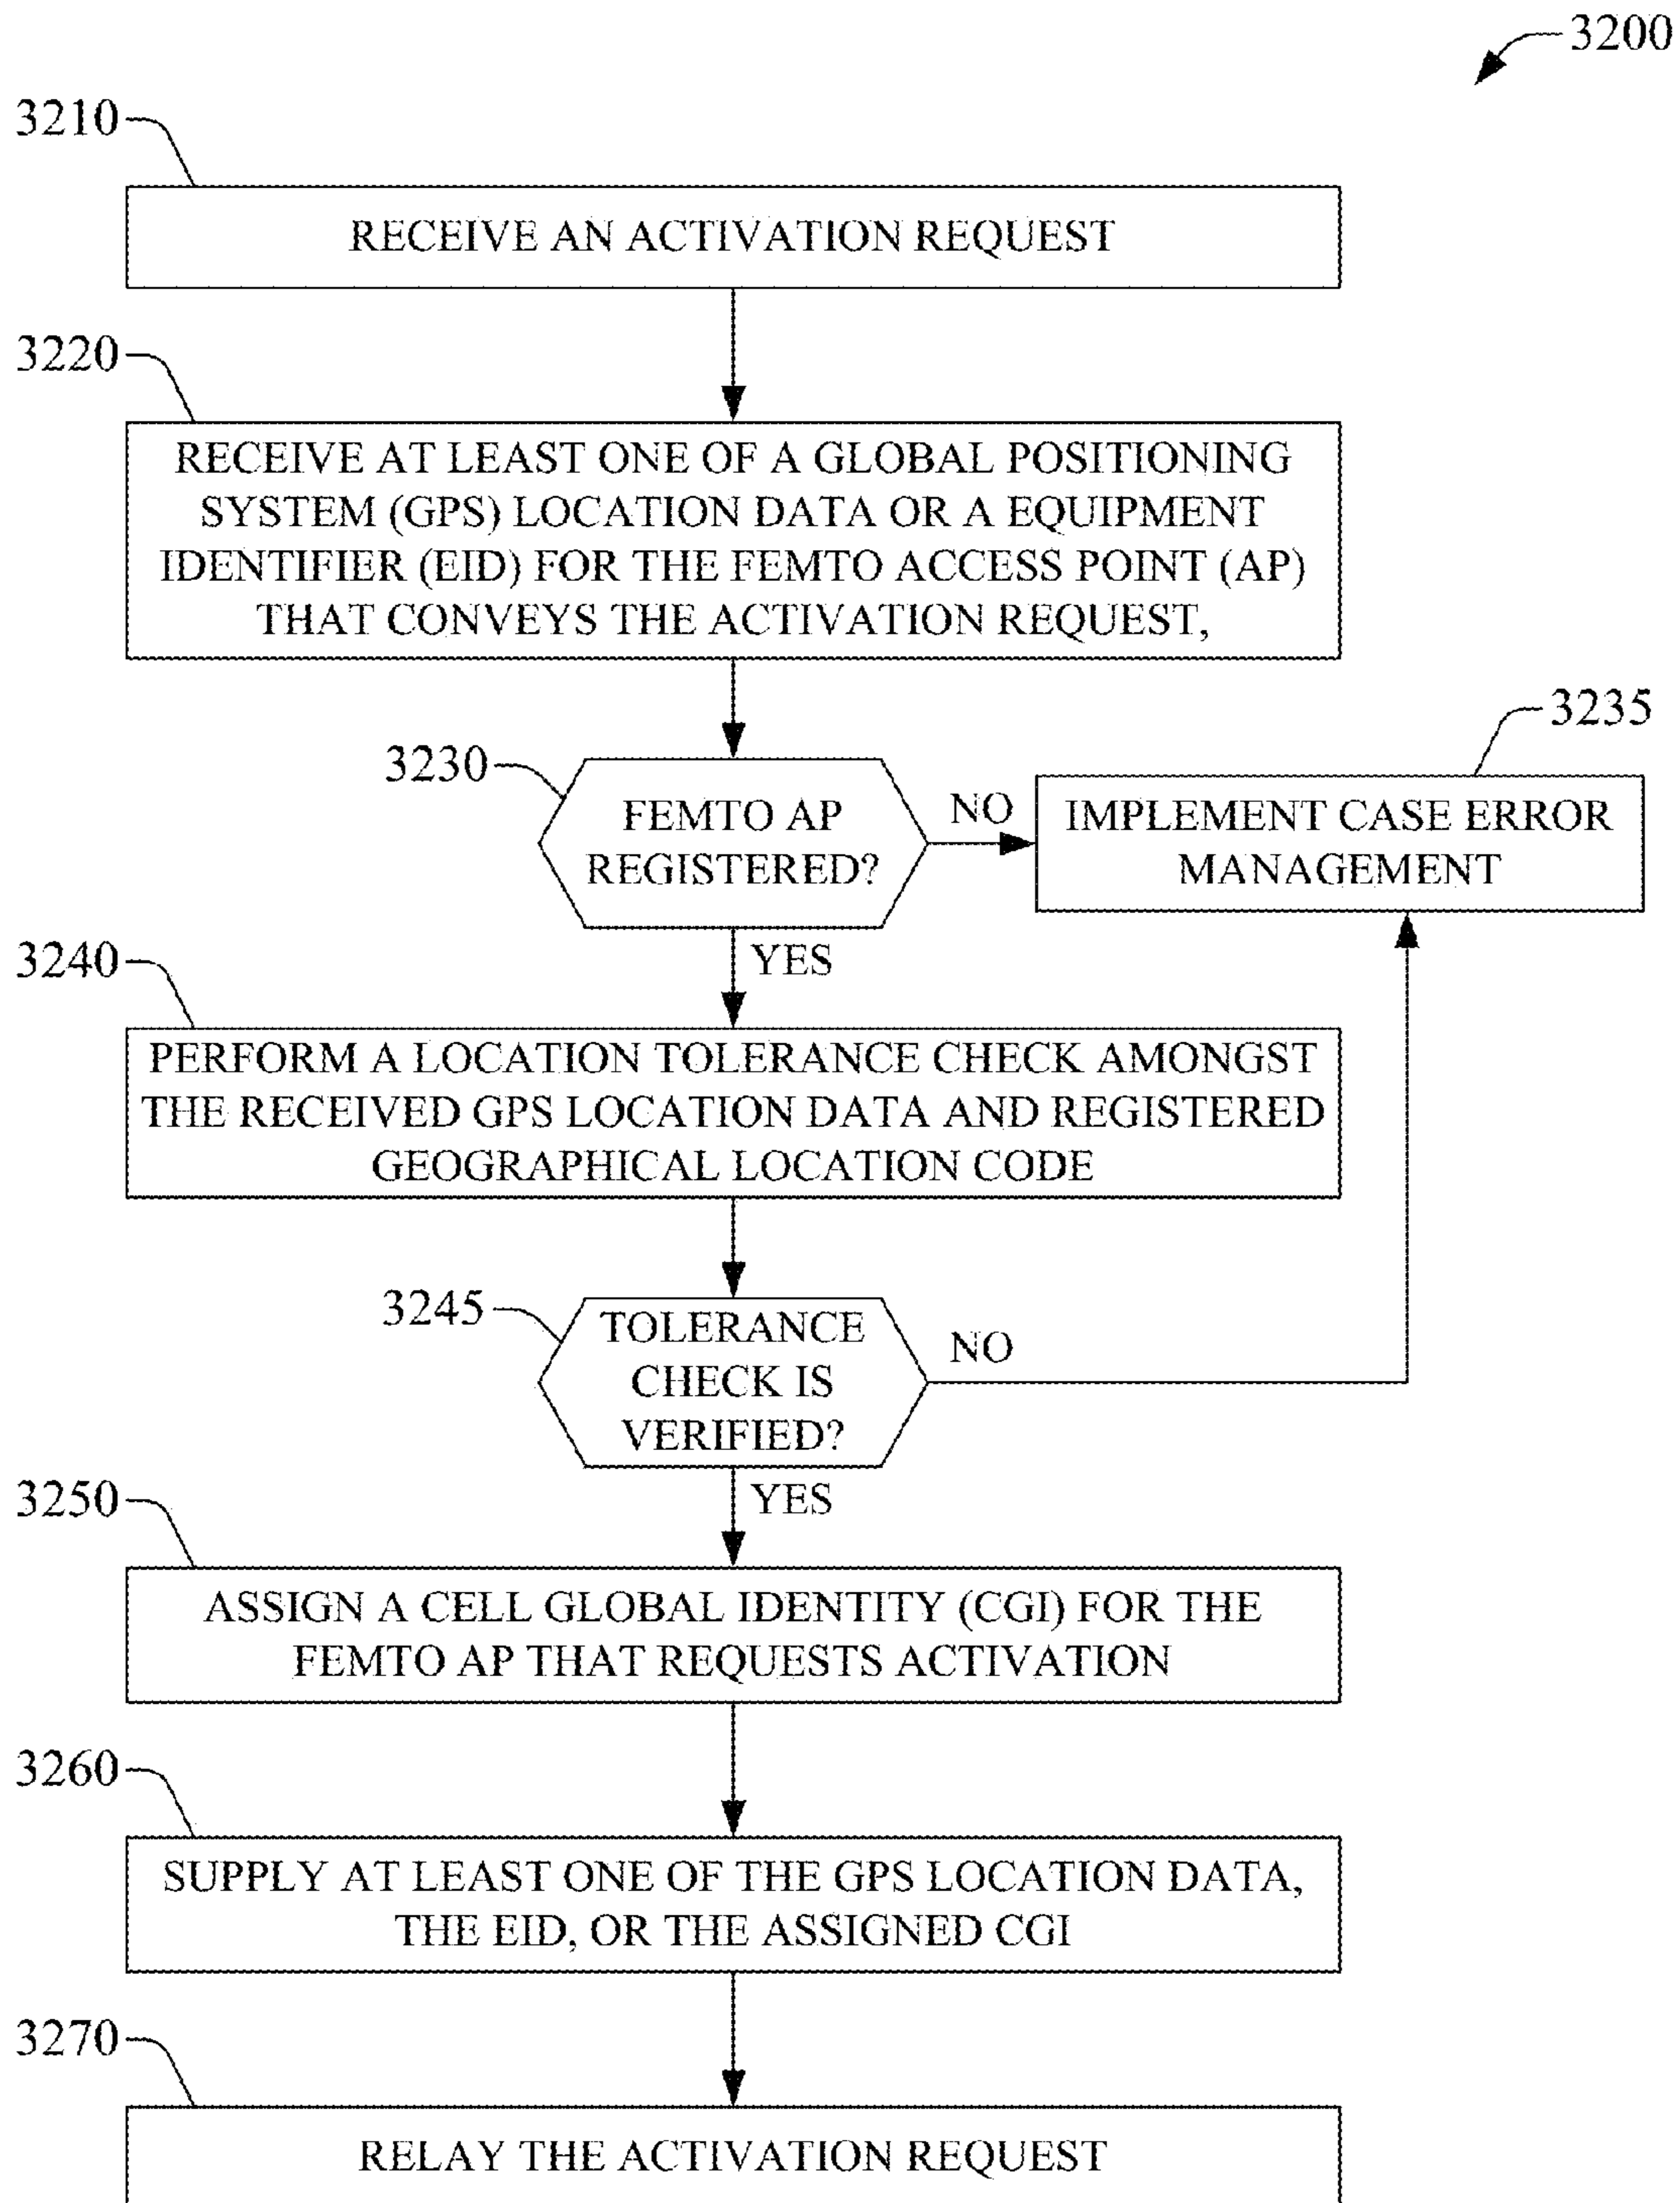 3200
3210
RECEIVE AN ACTIVATION REQUEST
3220
RECEIVE AT LEAST ONE OF A GLOBAL POSITIONING
SYSTEM (GPS) LOCATION DATA OR A EQUIPMENT
IDENTIFIER (EID) FOR THE FEMTO ACCESS POINT (AP)
THAT CONVEYS THE ACTIVATION REQUEST,
3230
FEMTO AP
REGISTERED?
NO
3235
IMPLEMENT CASE ERROR
MANAGEMENT
YES
3240
PERFORM A LOCATION TOLERANCE CHECK AMONGST
THE RECEIVED GPS LOCATION DATA AND REGISTERED
GEOGRAPHICAL LOCATION CODE
3245
TOLERANCE
CHECK IS
VERIFIED?
NO
YES
3250
ASSIGN A CELL GLOBAL IDENTITY (CGI) FOR THE
FEMTO AP THAT REQUESTS ACTIVATION
3260
SUPPLY AT LEAST ONE OF THE GPS LOCATION DATA,
THE EID, OR THE ASSIGNED CGI
3270
RELAY THE ACTIVATION REQUEST